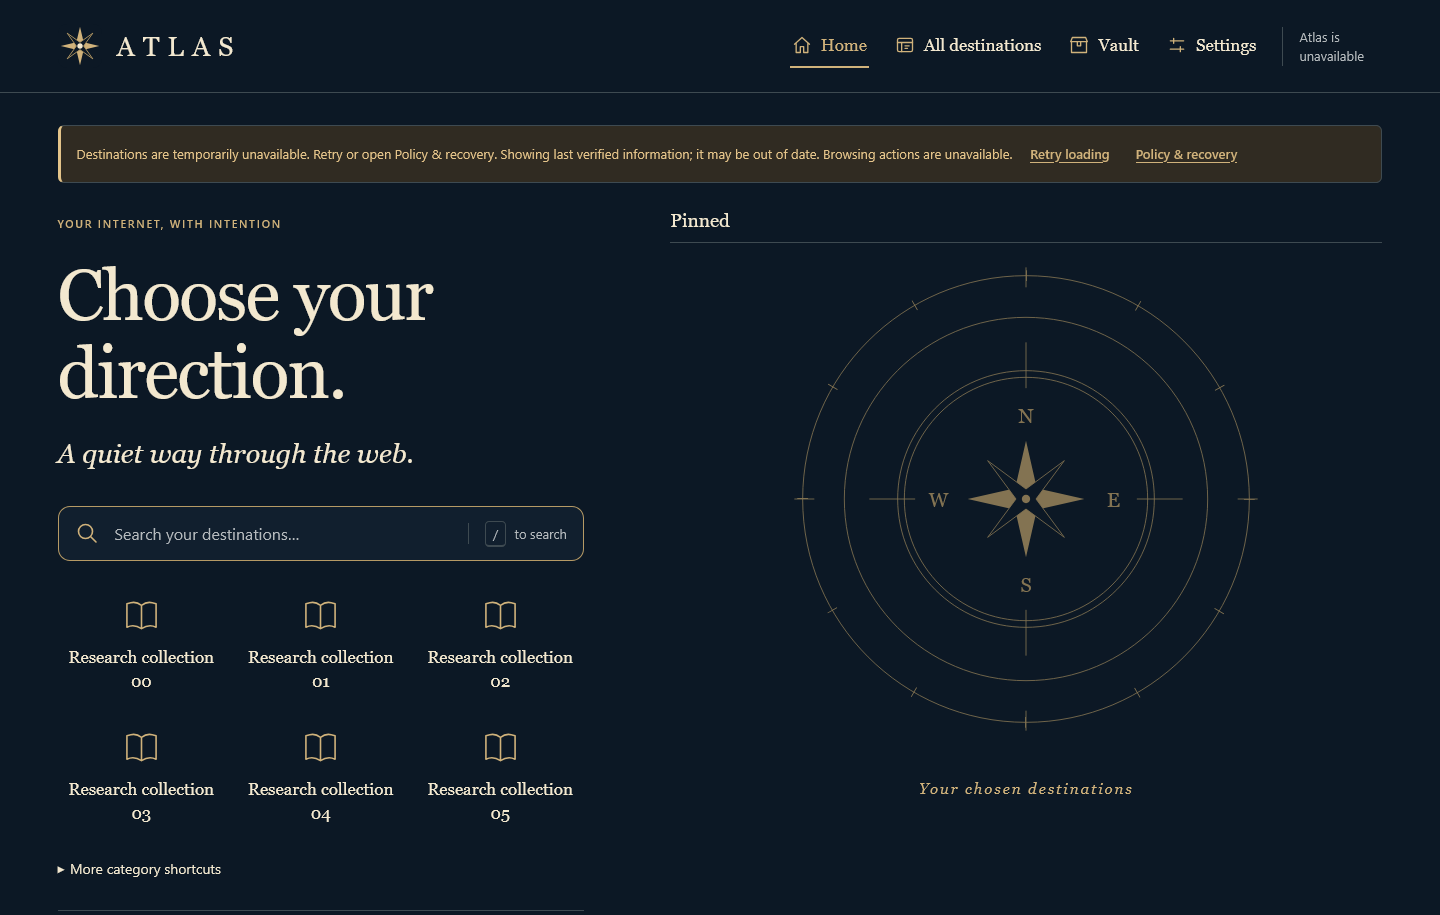 ATLAS
Home
All destinations
Vault
Settings
Atlas is
unavailable
Destinations are temporarily unavailable. Retry or open Policy & recovery. Showing last verified information; it may be out of date. Browsing actions are unavailable. Retry loading Policy & recovery
YOUR INTERNET, WITH INTENTION
Choose your
direction.
A quiet way through the web.
Search your destinations... / to search
Research collection
00
Research collection
01
Research collection
02
Research collection
03
Research collection
04
Research collection
05
More category shortcuts
Pinned
N
W
E
S
Your chosen destinations